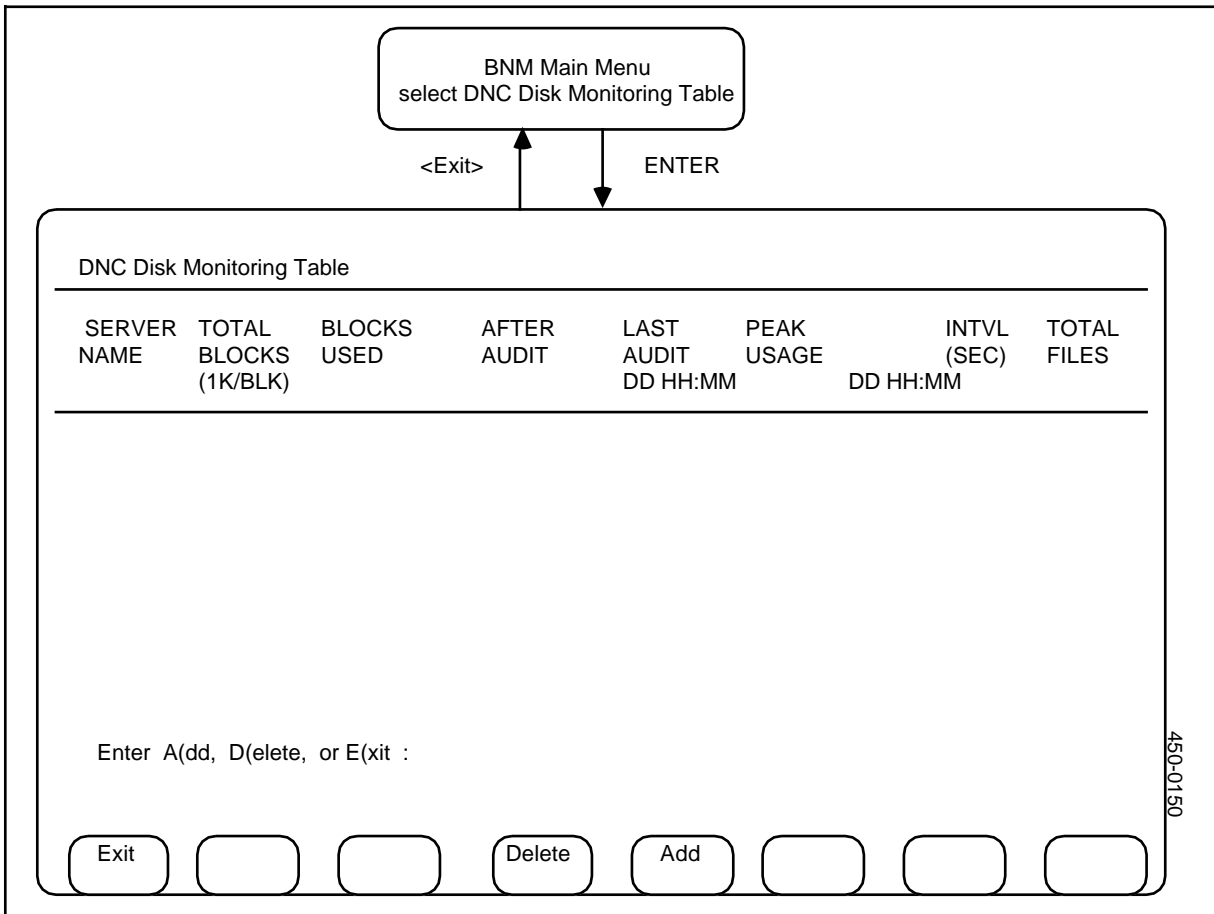 BNM Main Menu
select DNC Disk Monitoring Table
<Exit> ENTER
DNC Disk Monitoring Table
SERVER TOTAL BLOCKS AFTER LAST PEAK INTVL TOTAL
NAME BLOCKS USED AUDIT AUDIT USAGE (SEC) FILES
(1K/BLK) DD HH:MM DD HH:MM
Enter A(dd, D(elete, or E(xit :
450-0150
Exit Delete Add